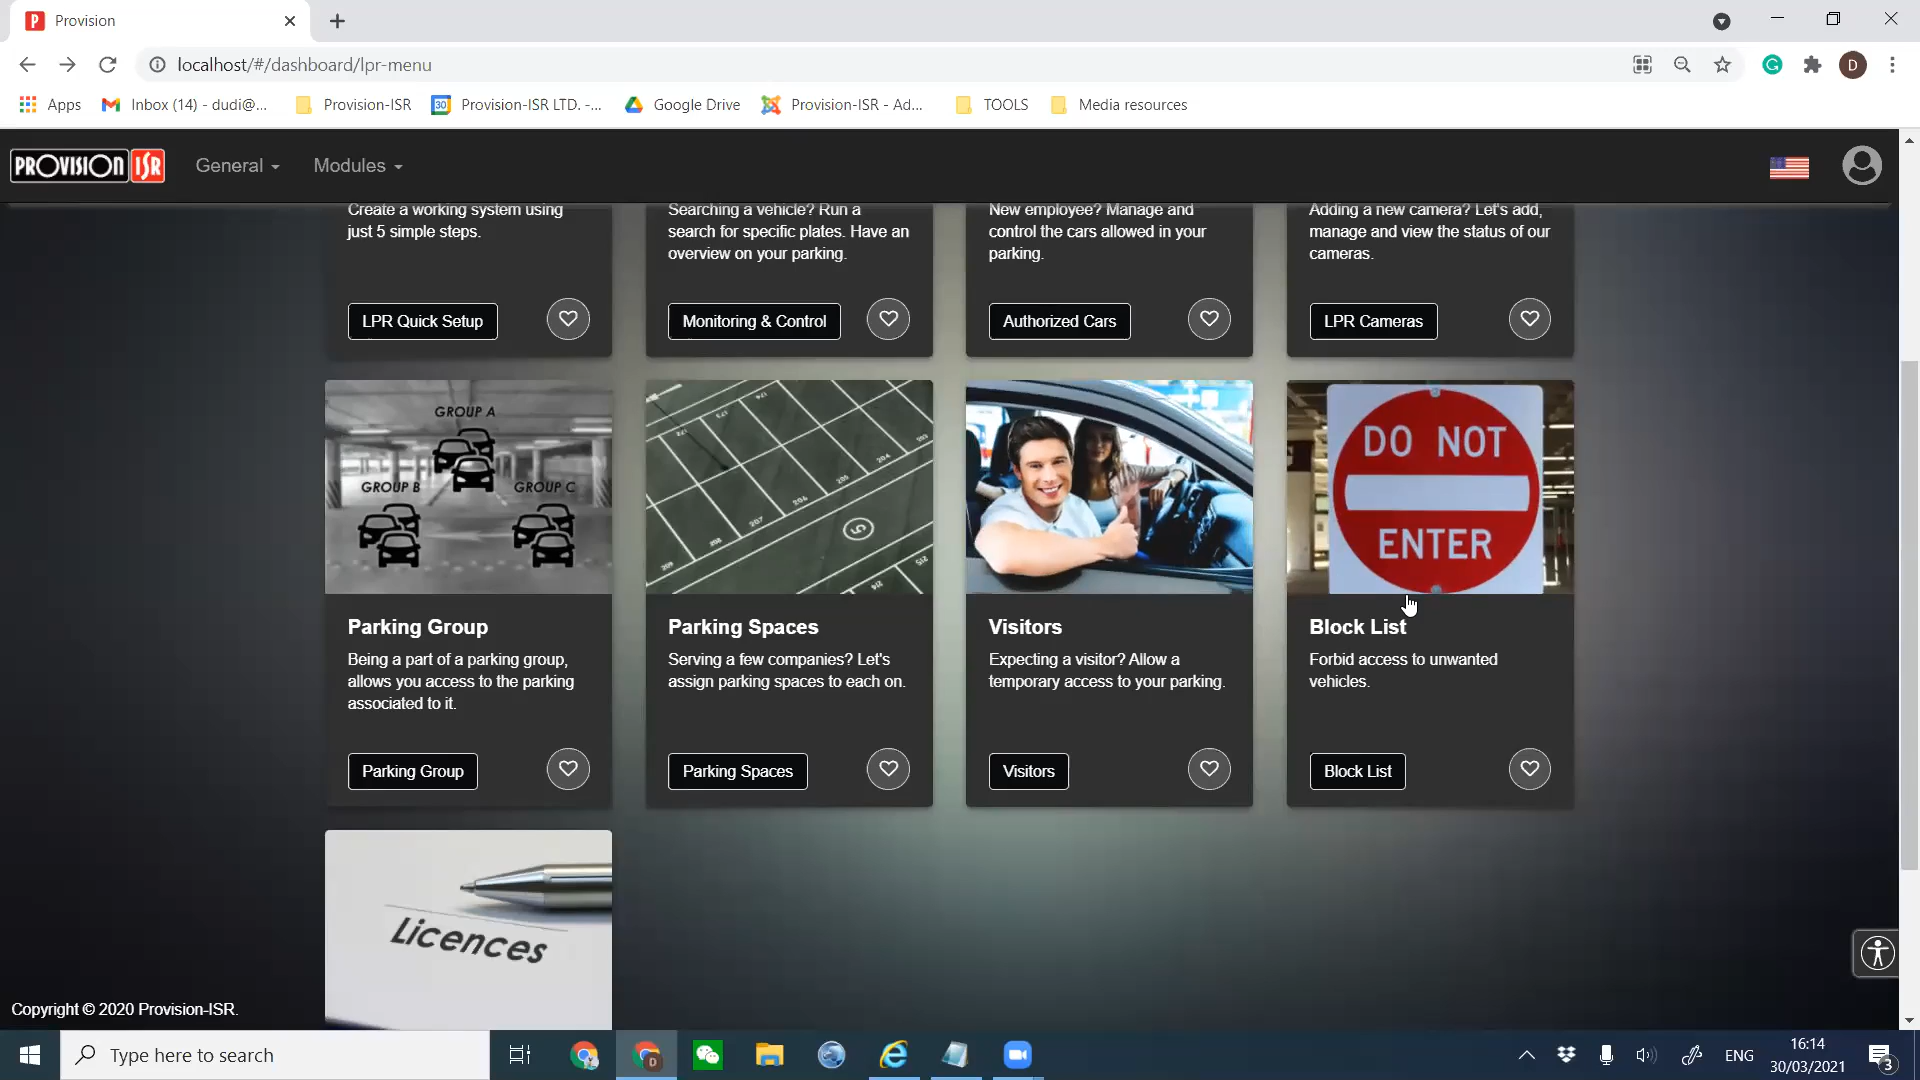 Provision
localhost/#/dashboard/lpr-menu
Apps
Inbox (14) - dudi@...
Provision-ISR
30
Provision-ISR LTD. -...
Google Drive
Provision-ISR - Ad...
TOOLS
Media resources
D
PROVISION ISR
General
Modules
Create a working system using
just 5 simple steps.
LPR Quick Setup
Searching a vehicle? Run a
search for specific plates. Have an
overview on your parking.
Monitoring & Control
New employee? Manage and
control the cars allowed in your
parking.
Authorized Cars
Adding a new camera? Let's add,
manage and view the status of our
cameras.
LPR Cameras
GROUP A
GROUP B
GROUP C
Parking Group
Being a part of a parking group,
allows you access to the parking
associated to it.
Parking Group
Parking Spaces
Serving a few companies? Let's
assign parking spaces to each on.
Parking Spaces
Visitors
Expecting a visitor? Allow a
temporary access to your parking.
Visitors
DO NOT
ENTER
Block List
Forbid access to unwanted
vehicles.
Block List
Licences
Copyright © 2020 Provision-ISR.
Type here to search
ENG
16:14
30/03/2021
3